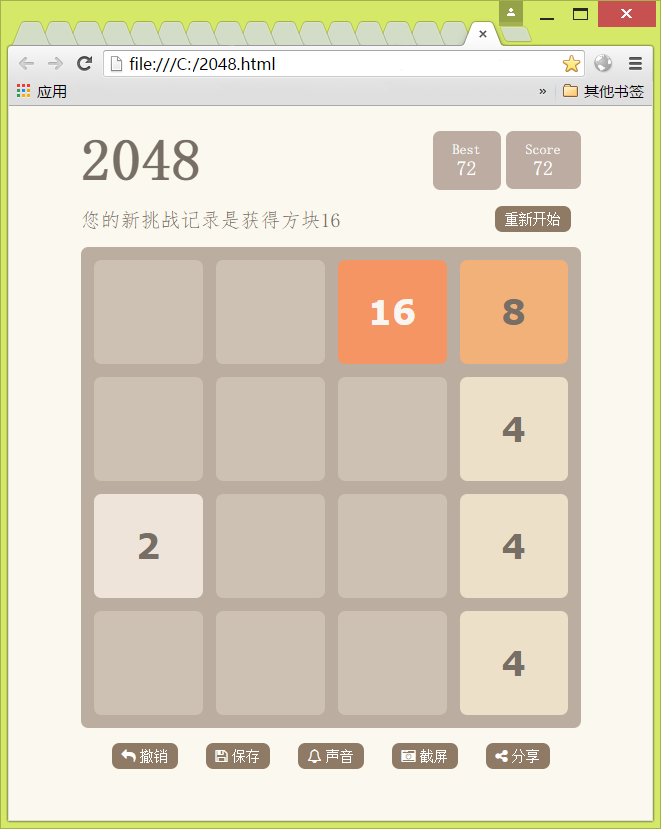 file:///C:/2048.html
应用 » 其他书签
2048
Best
72
Score
72
您的新挑战记录是获得方块16
重新开始
16 8
4
2 4
4
撤销 保存 声音 截屏 分享